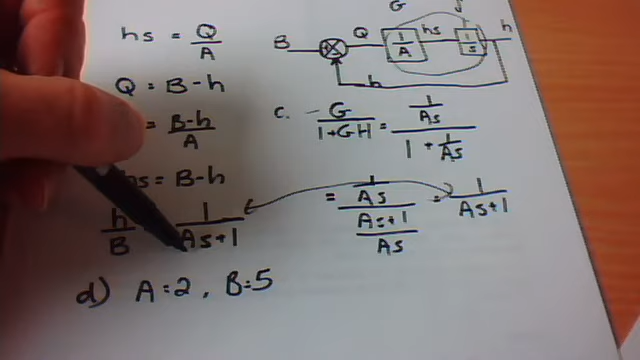 hs = Q/A
Q = B-h
= B-h/A
hs = B-h
h/B 1/As+1
d) A=2, B=5
G
B Q 1/A hs 1/s h
h
c. G/1+GH = 1/As / 1+1/As
= 1/As / As+1/As = 1/As+1